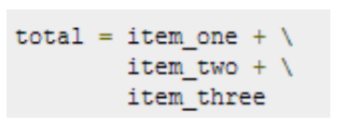 total = item_one + \
item_two + \
item_three